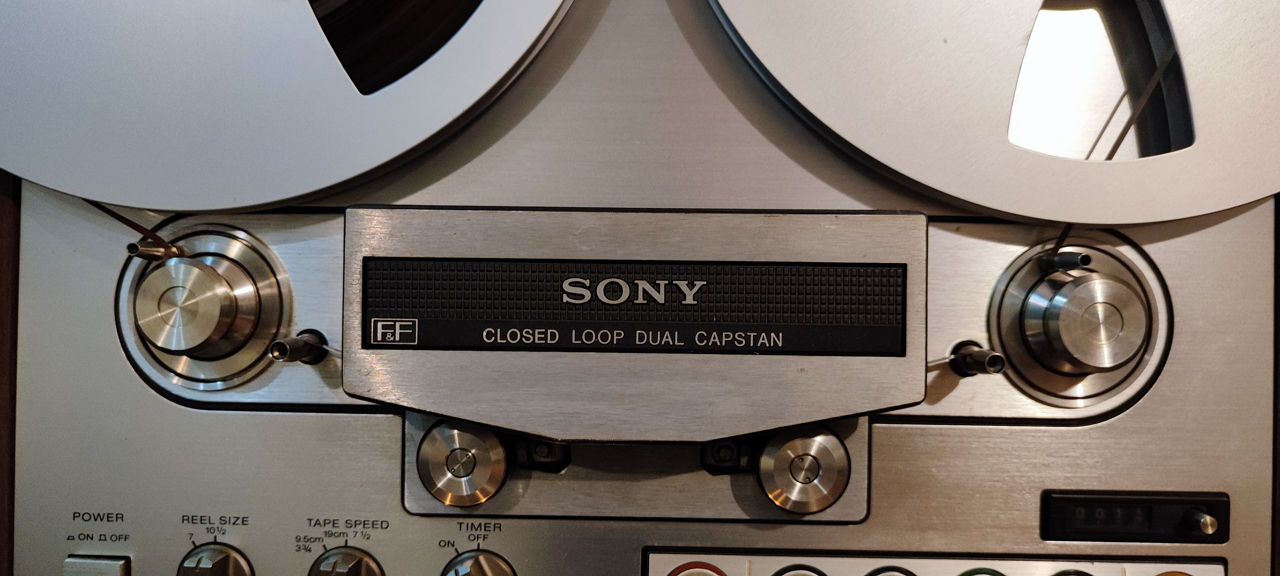 SONY
F&F
CLOSED LOOP DUAL CAPSTAN
POWER
ON OFF
REEL SIZE
7 10½
TAPE SPEED
9.5cm 19cm 7½
3¾
TIMER
ON OFF